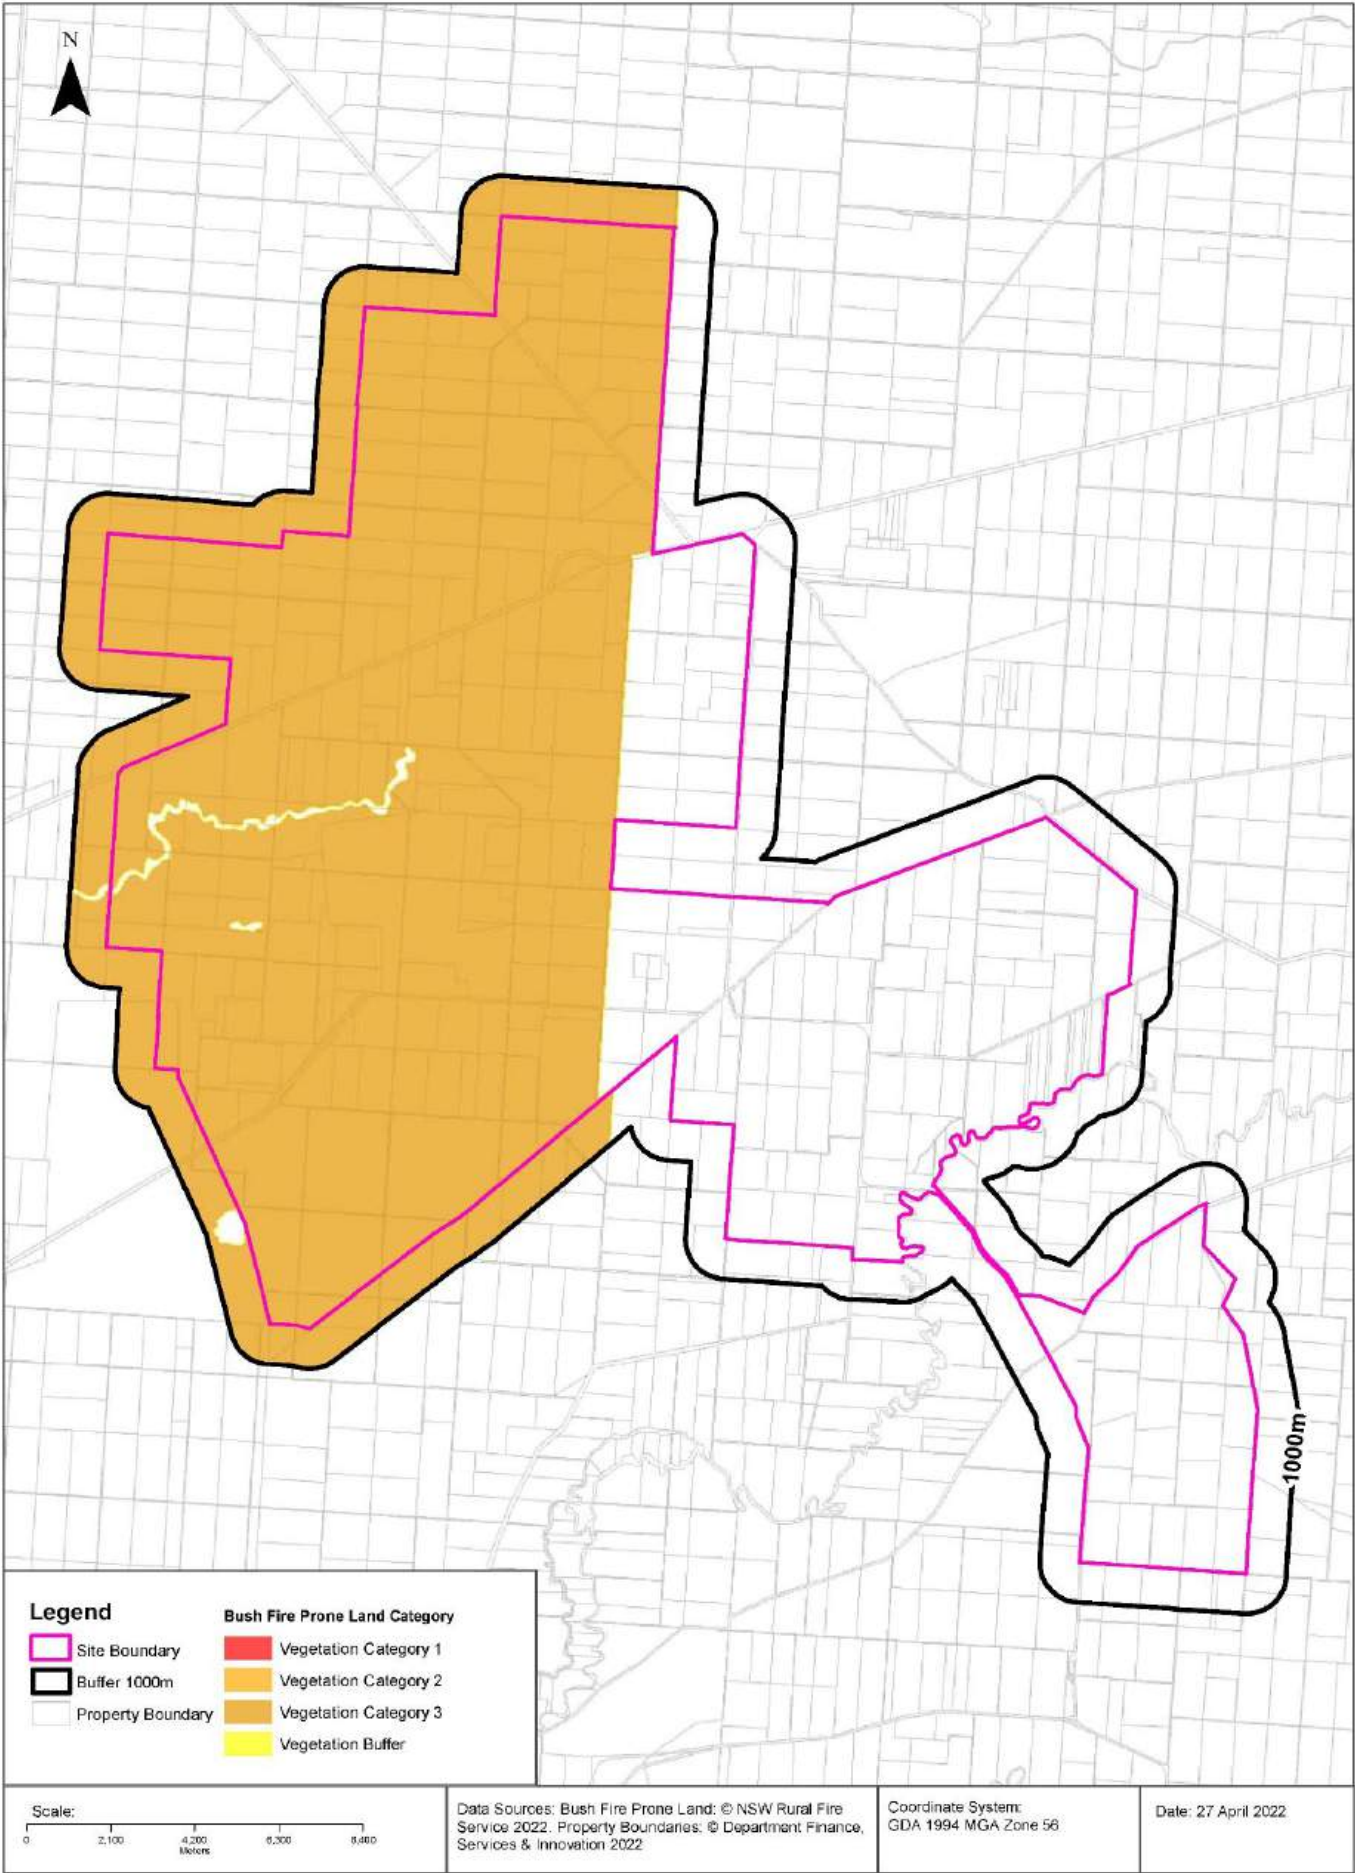 N
1000m
Legend
Site Boundary
Buffer 1000m
Property Boundary
Bush Fire Prone Land Category
Vegetation Category 1
Vegetation Category 2
Vegetation Category 3
Vegetation Buffer
Scale:
0 2,100 4,200 6,300 8,400
Meters
Data Sources: Bush Fire Prone Land: © NSW Rural Fire
Service 2022. Property Boundaries: © Department Finance,
Services & Innovation 2022
Coordinate System:
GDA 1994 MGA Zone 56
Date: 27 April 2022